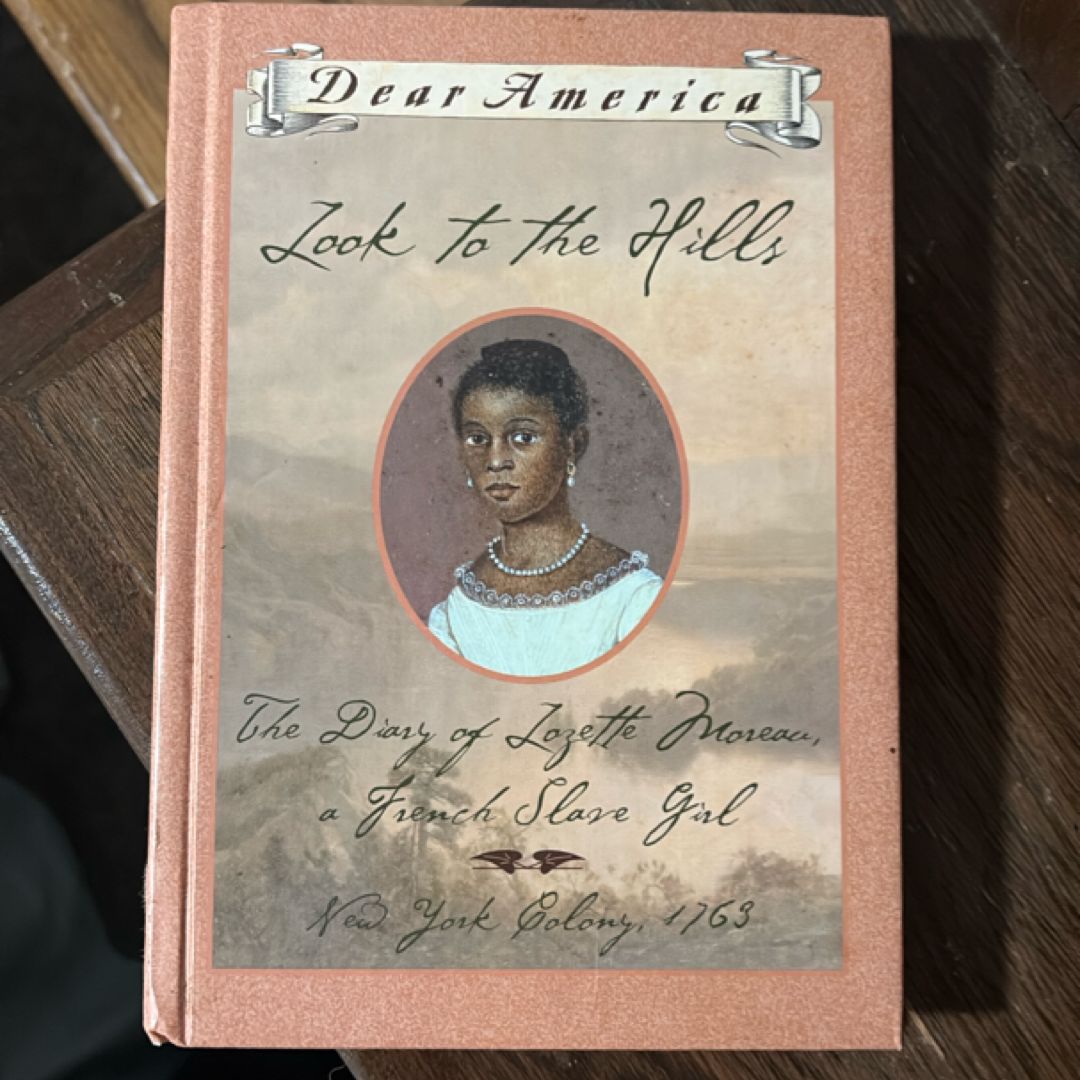 Dear America
Look to the Hills
The Diary of Lozette Moreau,
a French Slave Girl
New York Colony, 1763